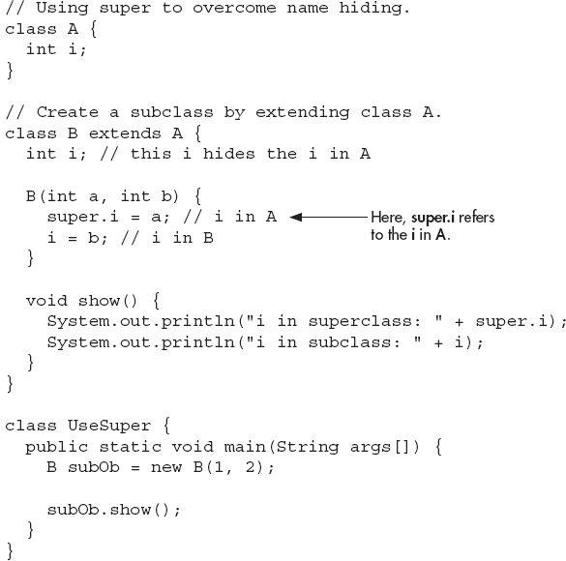 // Using super to overcome name hiding.
class A {
  int i;
}

// Create a subclass by extending class A.
class B extends A {
  int i; // this i hides the i in A

  B(int a, int b) {
    super.i = a; // i in A
Here, super.i refers
to the i in A.
    i = b; // i in B
  }

  void show() {
    System.out.println("i in superclass: " + super.i);
    System.out.println("i in subclass: " + i);
  }
}

class UseSuper {
  public static void main(String args[]) {
    B subOb = new B(1, 2);

    subOb.show();
  }
}